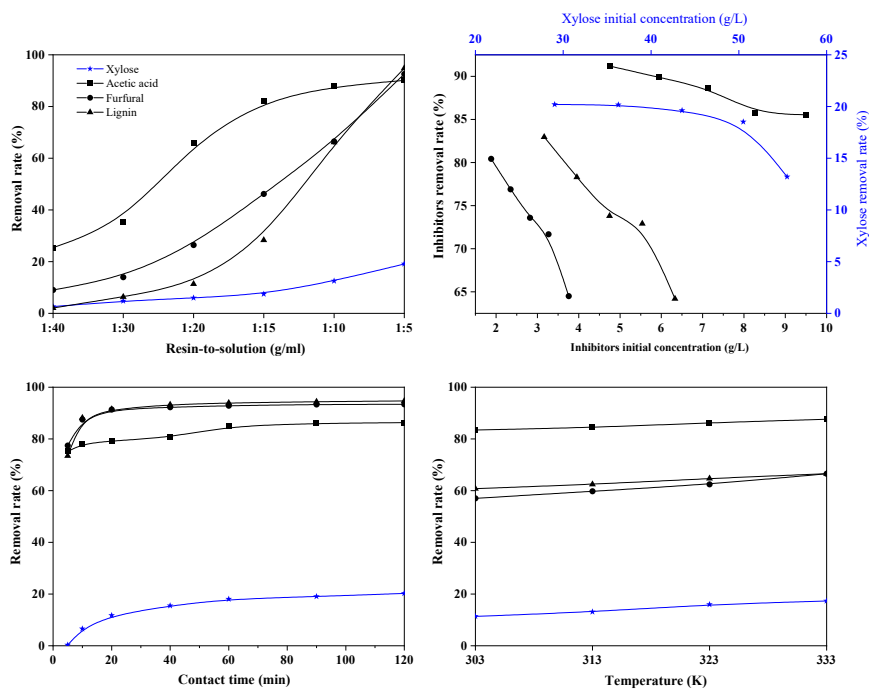 100
80
60
40
20
0
Removal rate (%)
Xylose
Acetic acid
Furfural
Lignin
1:40 1:30 1:20 1:15 1:10 1:5
Resin-to-solution (g/ml)
Xylose initial concentration (g/L)
20 30 40 50 60
90
85
80
75
70
65
Inhibitors removal rate (%)
25
20
15
10
5
0
Xylose removal rate (%)
2 3 4 5 6 7 8 9 10
Inhibitors initial concentration (g/L)
100
80
60
40
20
0
Removal rate (%)
0 20 40 60 80 100 120
Contact time (min)
100
80
60
40
20
0
Removal rate (%)
303 313 323 333
Temperature (K)